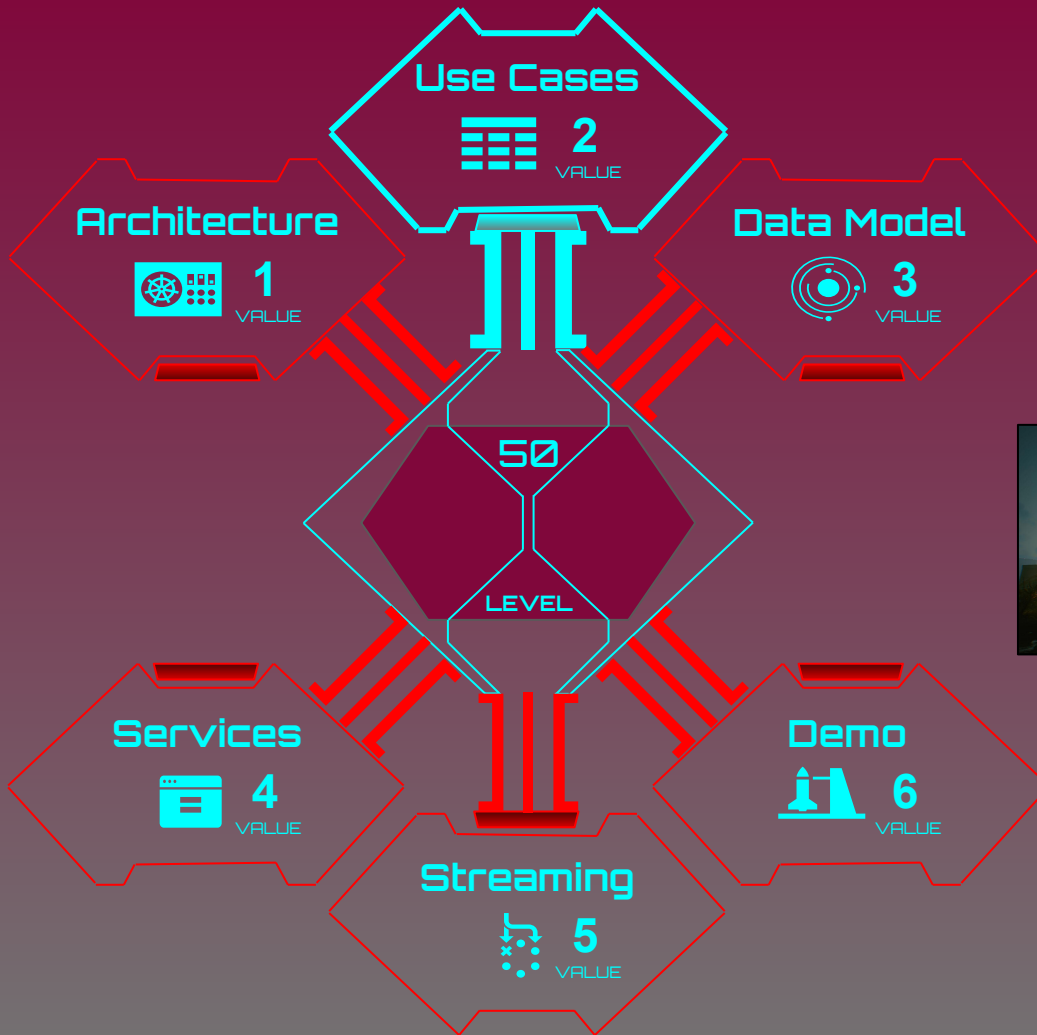 Use Cases
2
VALUE
Architecture
1
VALUE
Data Model
3
VALUE
50
LEVEL
Services
4
VALUE
Demo
6
VALUE
Streaming
5
VALUE